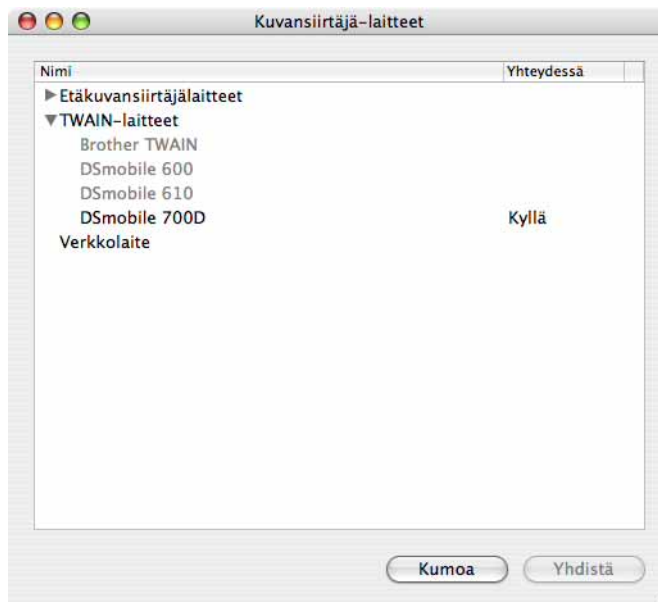 Kuvansiirtäjä-laitteet
Nimi Yhteydessä
Etäkuvansiirtäjälaitteet
TWAIN-laitteet
Brother TWAIN
DSmobile 600
DSmobile 610
DSmobile 700D Kyllä
Verkkolaite
Kumoa Yhdistä